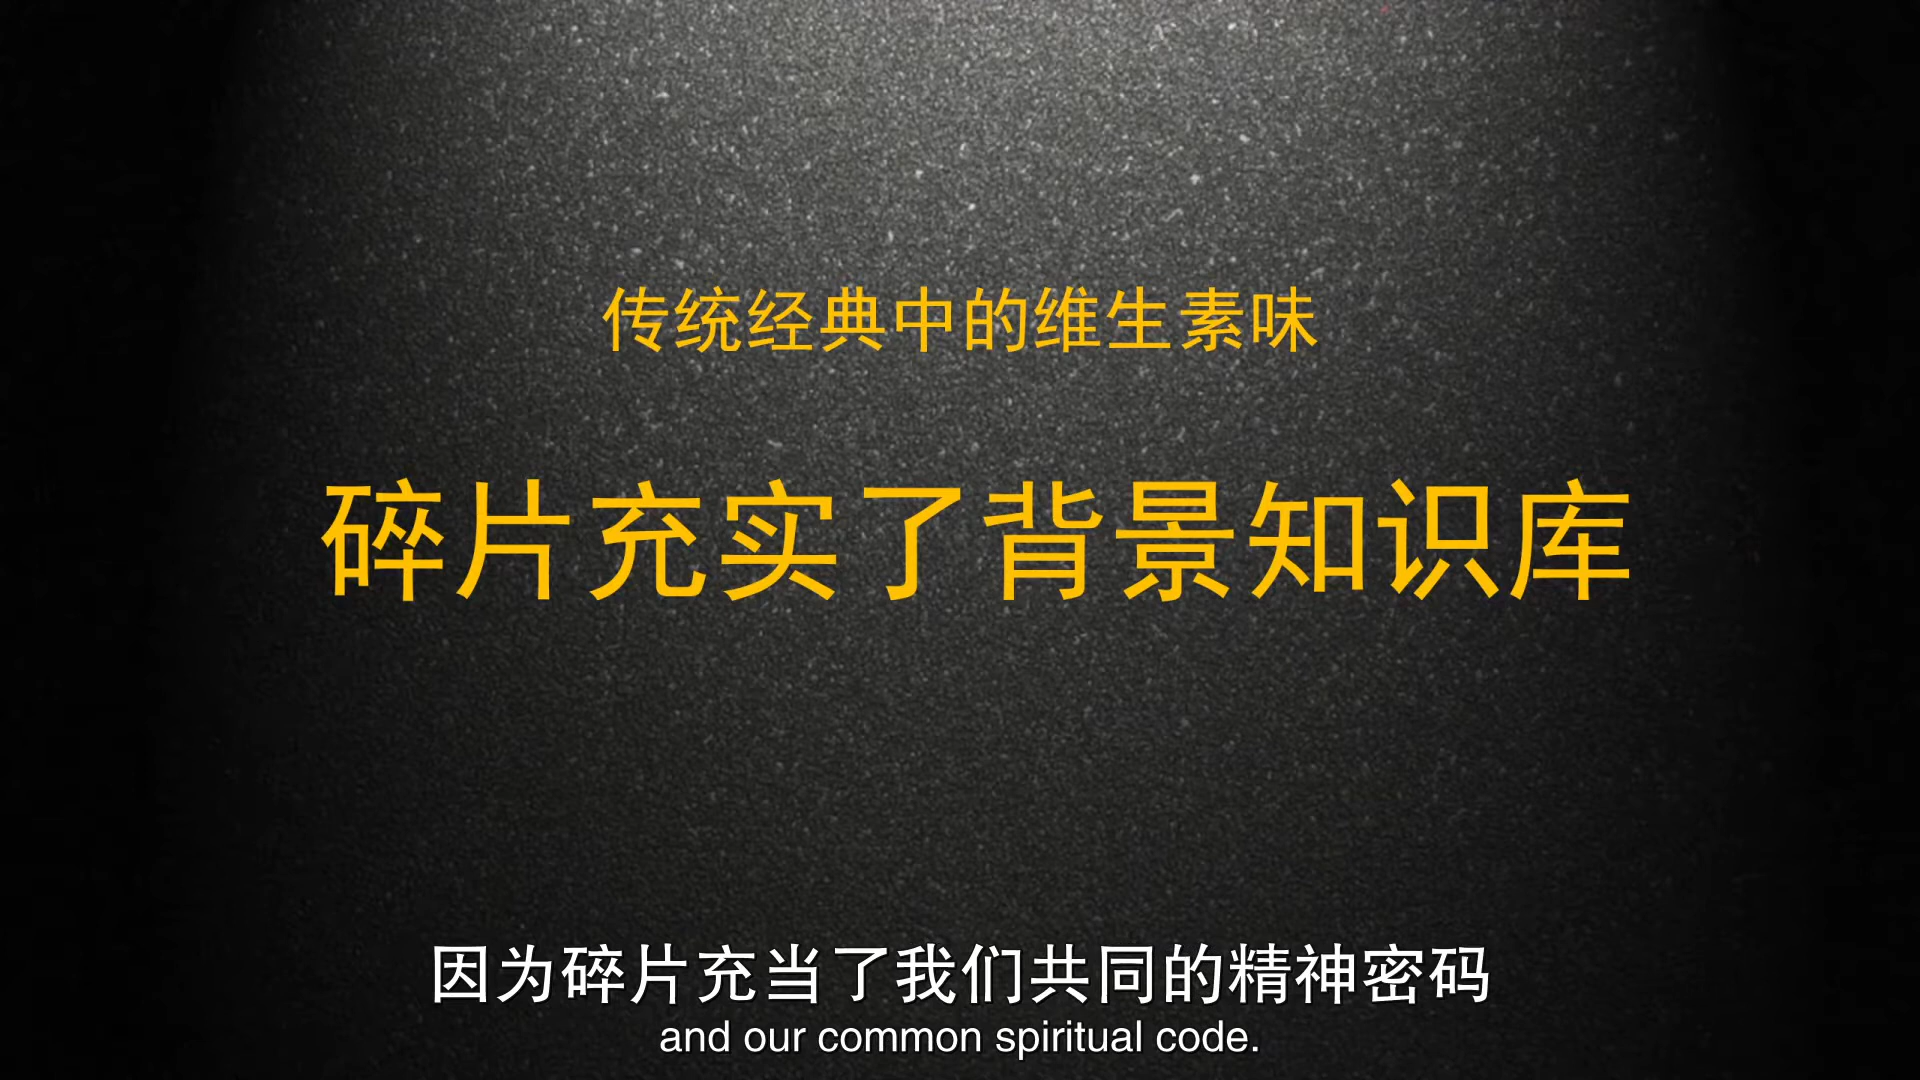 传统经典中的维生素味
碎片充实了背景知识库
因为碎片充当了我们共同的精神密码
and our common spiritual code.